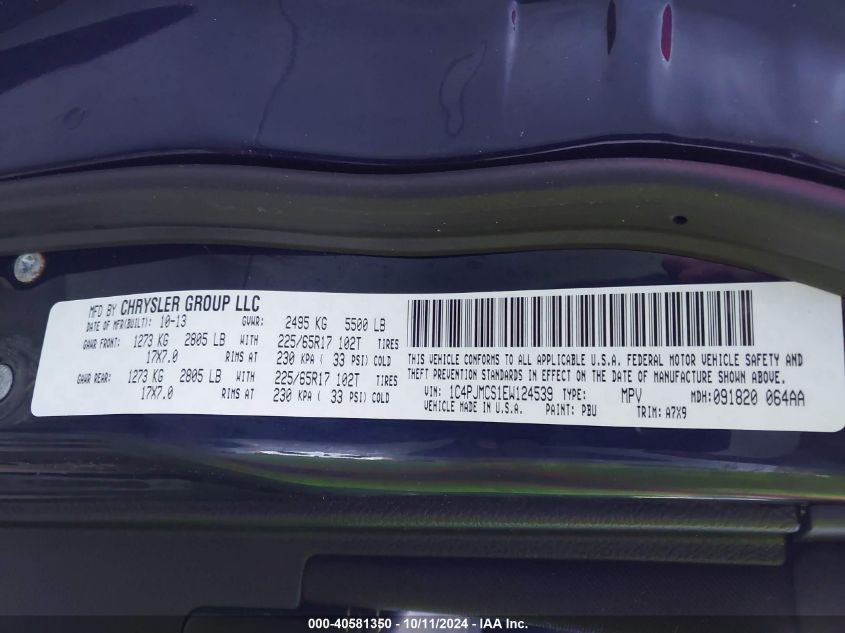 MFD BY CHRYSLER GROUP LLC
DATE OF MFR(BUILT): 10-13 GVWR: 2495 KG 5500 LB
GAWR FRONT: 1273 KG 2805 LB WITH 225/65R17 102T TIRES
17X7.0 RIMS AT 230 KPA ( 33 PSI) COLD
GAWR REAR: 1273 KG 2805 LB WITH 225/65R17 102T TIRES
17X7.0 RIMS AT 230 KPA ( 33 PSI) COLD
THIS VEHICLE CONFORMS TO ALL APPLICABLE U.S.A. FEDERAL MOTOR VEHICLE SAFETY AND
THEFT PREVENTION STANDARDS IN EFFECT ON THE DATE OF MANUFACTURE SHOWN ABOVE.
VIN: 1C4PJMCS1EW124539 TYPE: MPV MDH: 091820 064AA
VEHICLE MADE IN U.S.A. PAINT: PBU TRIM: A7X9
000-40581350 - 10/11/2024 - IAA Inc.